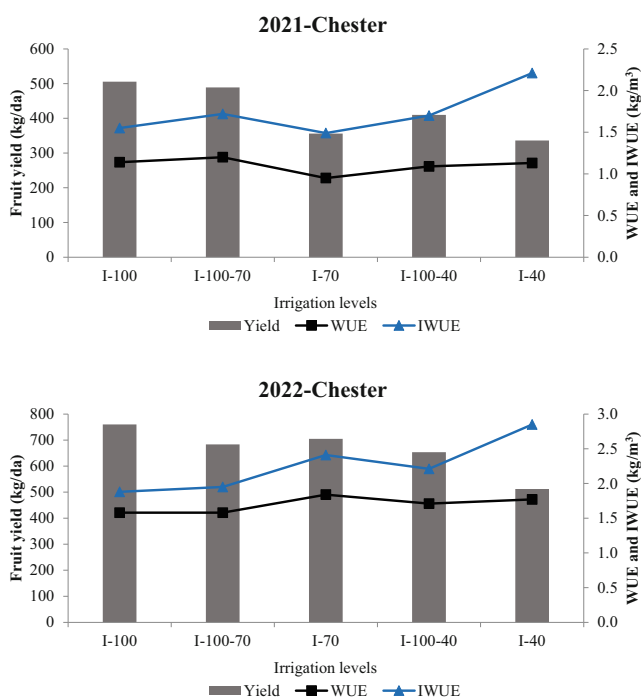 2021-Chester
Fruit yield (kg/da)
600
500
400
300
200
100
0
2.5
2.0
1.5
1.0
0.5
0.0
WUE and IWUE (kg/m³)
I-100 I-100-70 I-70 I-100-40 I-40
Irrigation levels
Yield WUE IWUE
2022-Chester
Fruit yield (kg/da)
800
700
600
500
400
300
200
100
0
3.0
2.5
2.0
1.5
1.0
0.5
0.0
WUE and IWUE (kg/m³)
I-100 I-100-70 I-70 I-100-40 I-40
Irrigation levels
Yield WUE IWUE